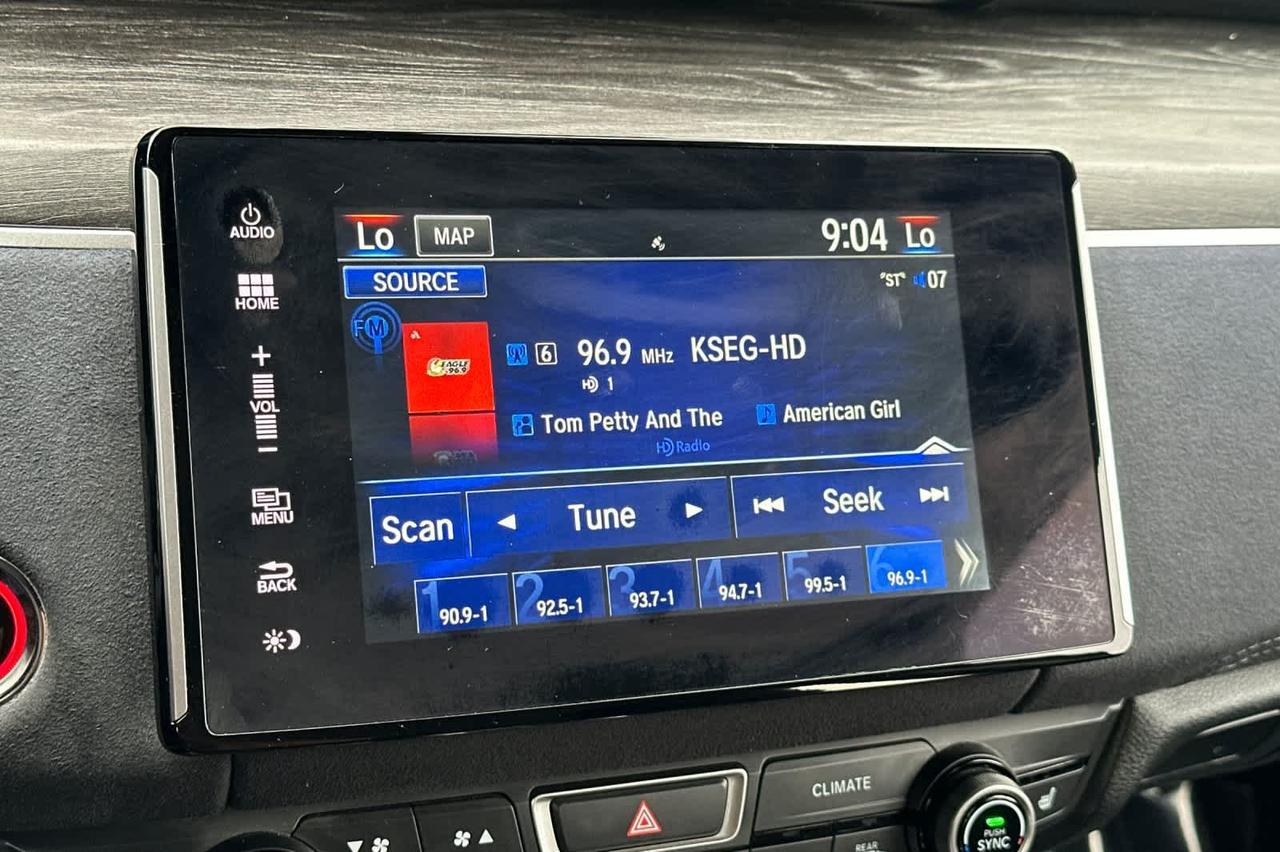 AUDIO
HOME
+
VOL
-
MENU
BACK
Lo MAP 9:04 Lo
SOURCE "ST" 07
FM
EAGLE
96.9
6 96.9 MHz KSEG-HD
HD 1
Tom Petty And The American Girl
HD Radio
Scan Tune Seek
1 90.9-1
2 92.5-1
3 93.7-1
4 94.7-1
5 99.5-1
6 96.9-1
CLIMATE
REAR
PUSH
SYNC